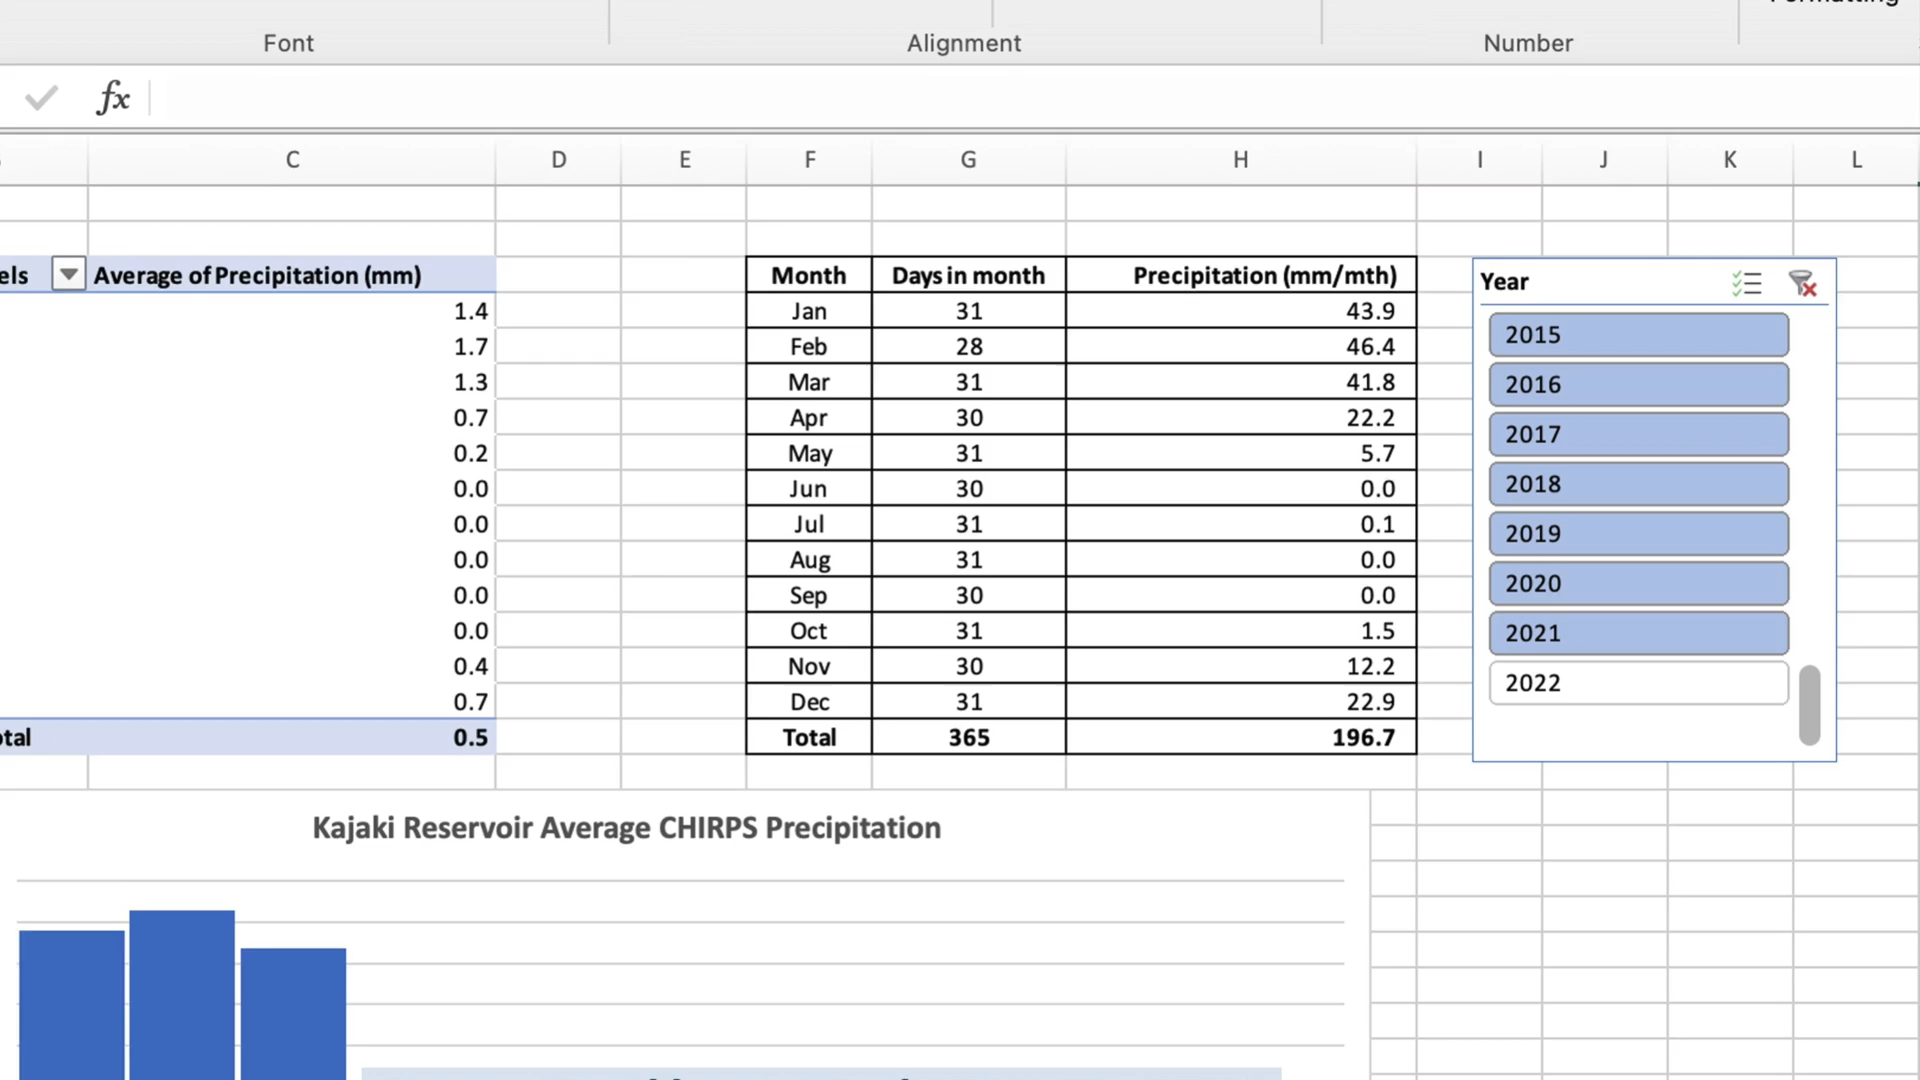 Font Alignment Number
fx
C D E F G H I J K L
els Average of Precipitation (mm) Month Days in month Precipitation (mm/mth) Year
1.4 Jan 31 43.9 2015
1.7 Feb 28 46.4 2016
1.3 Mar 31 41.8 2017
0.7 Apr 30 22.2 2018
0.2 May 31 5.7 2019
0.0 Jun 30 0.0 2020
0.0 Jul 31 0.1 2021
0.0 Aug 31 0.0 2022
0.0 Sep 30 0.0
0.0 Oct 31 1.5
0.4 Nov 30 12.2
0.7 Dec 31 22.9
otal 0.5 Total 365 196.7
Kajaki Reservoir Average CHIRPS Precipitation